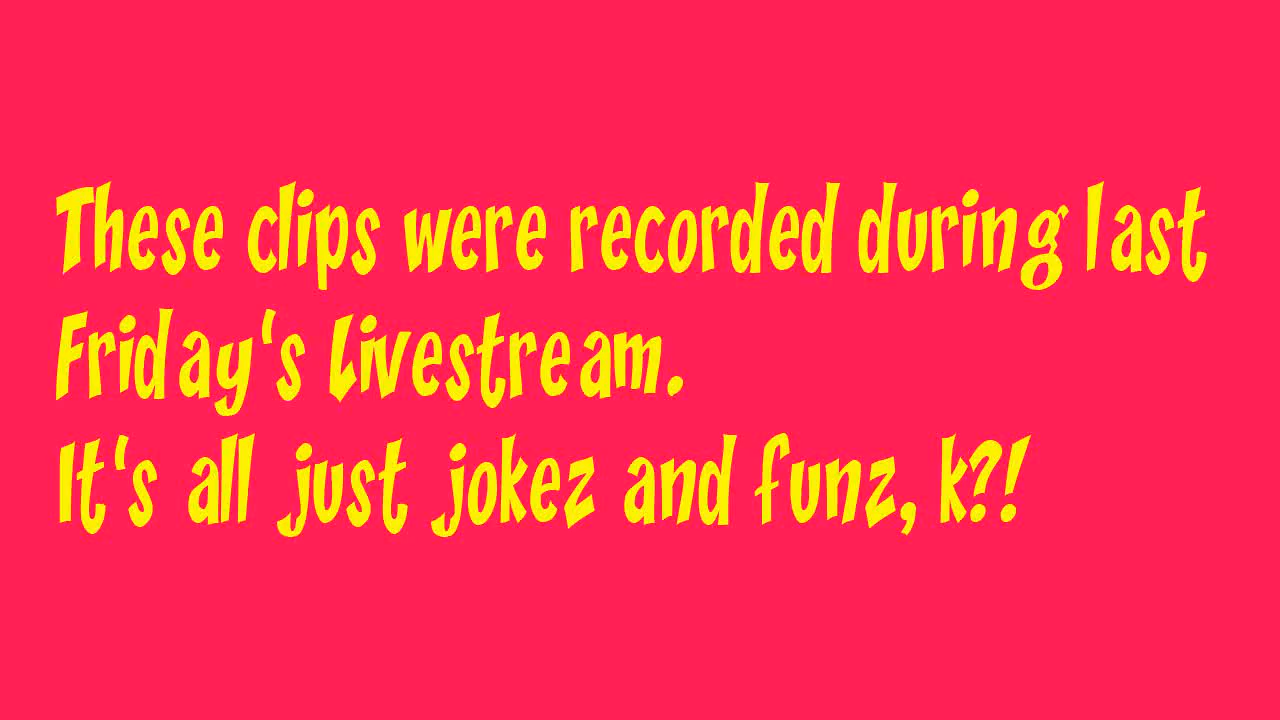 These clips were recorded during last
Friday's Livestream.
It's all just jokez and funz, k?!